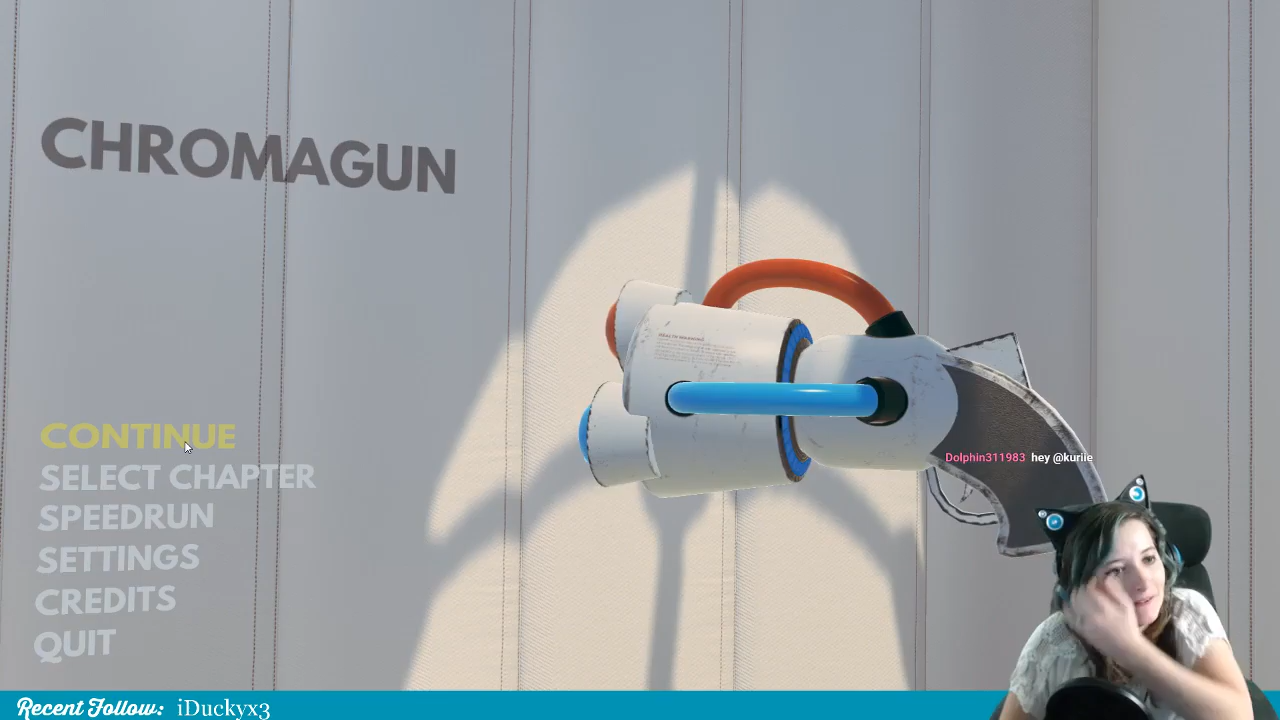 CHROMAGUN
CONTINUE
SELECT CHAPTER
SPEEDRUN
SETTINGS
CREDITS
QUIT
Dolphin311983 hey @kuriie
Recent Follow: iDuckyx3